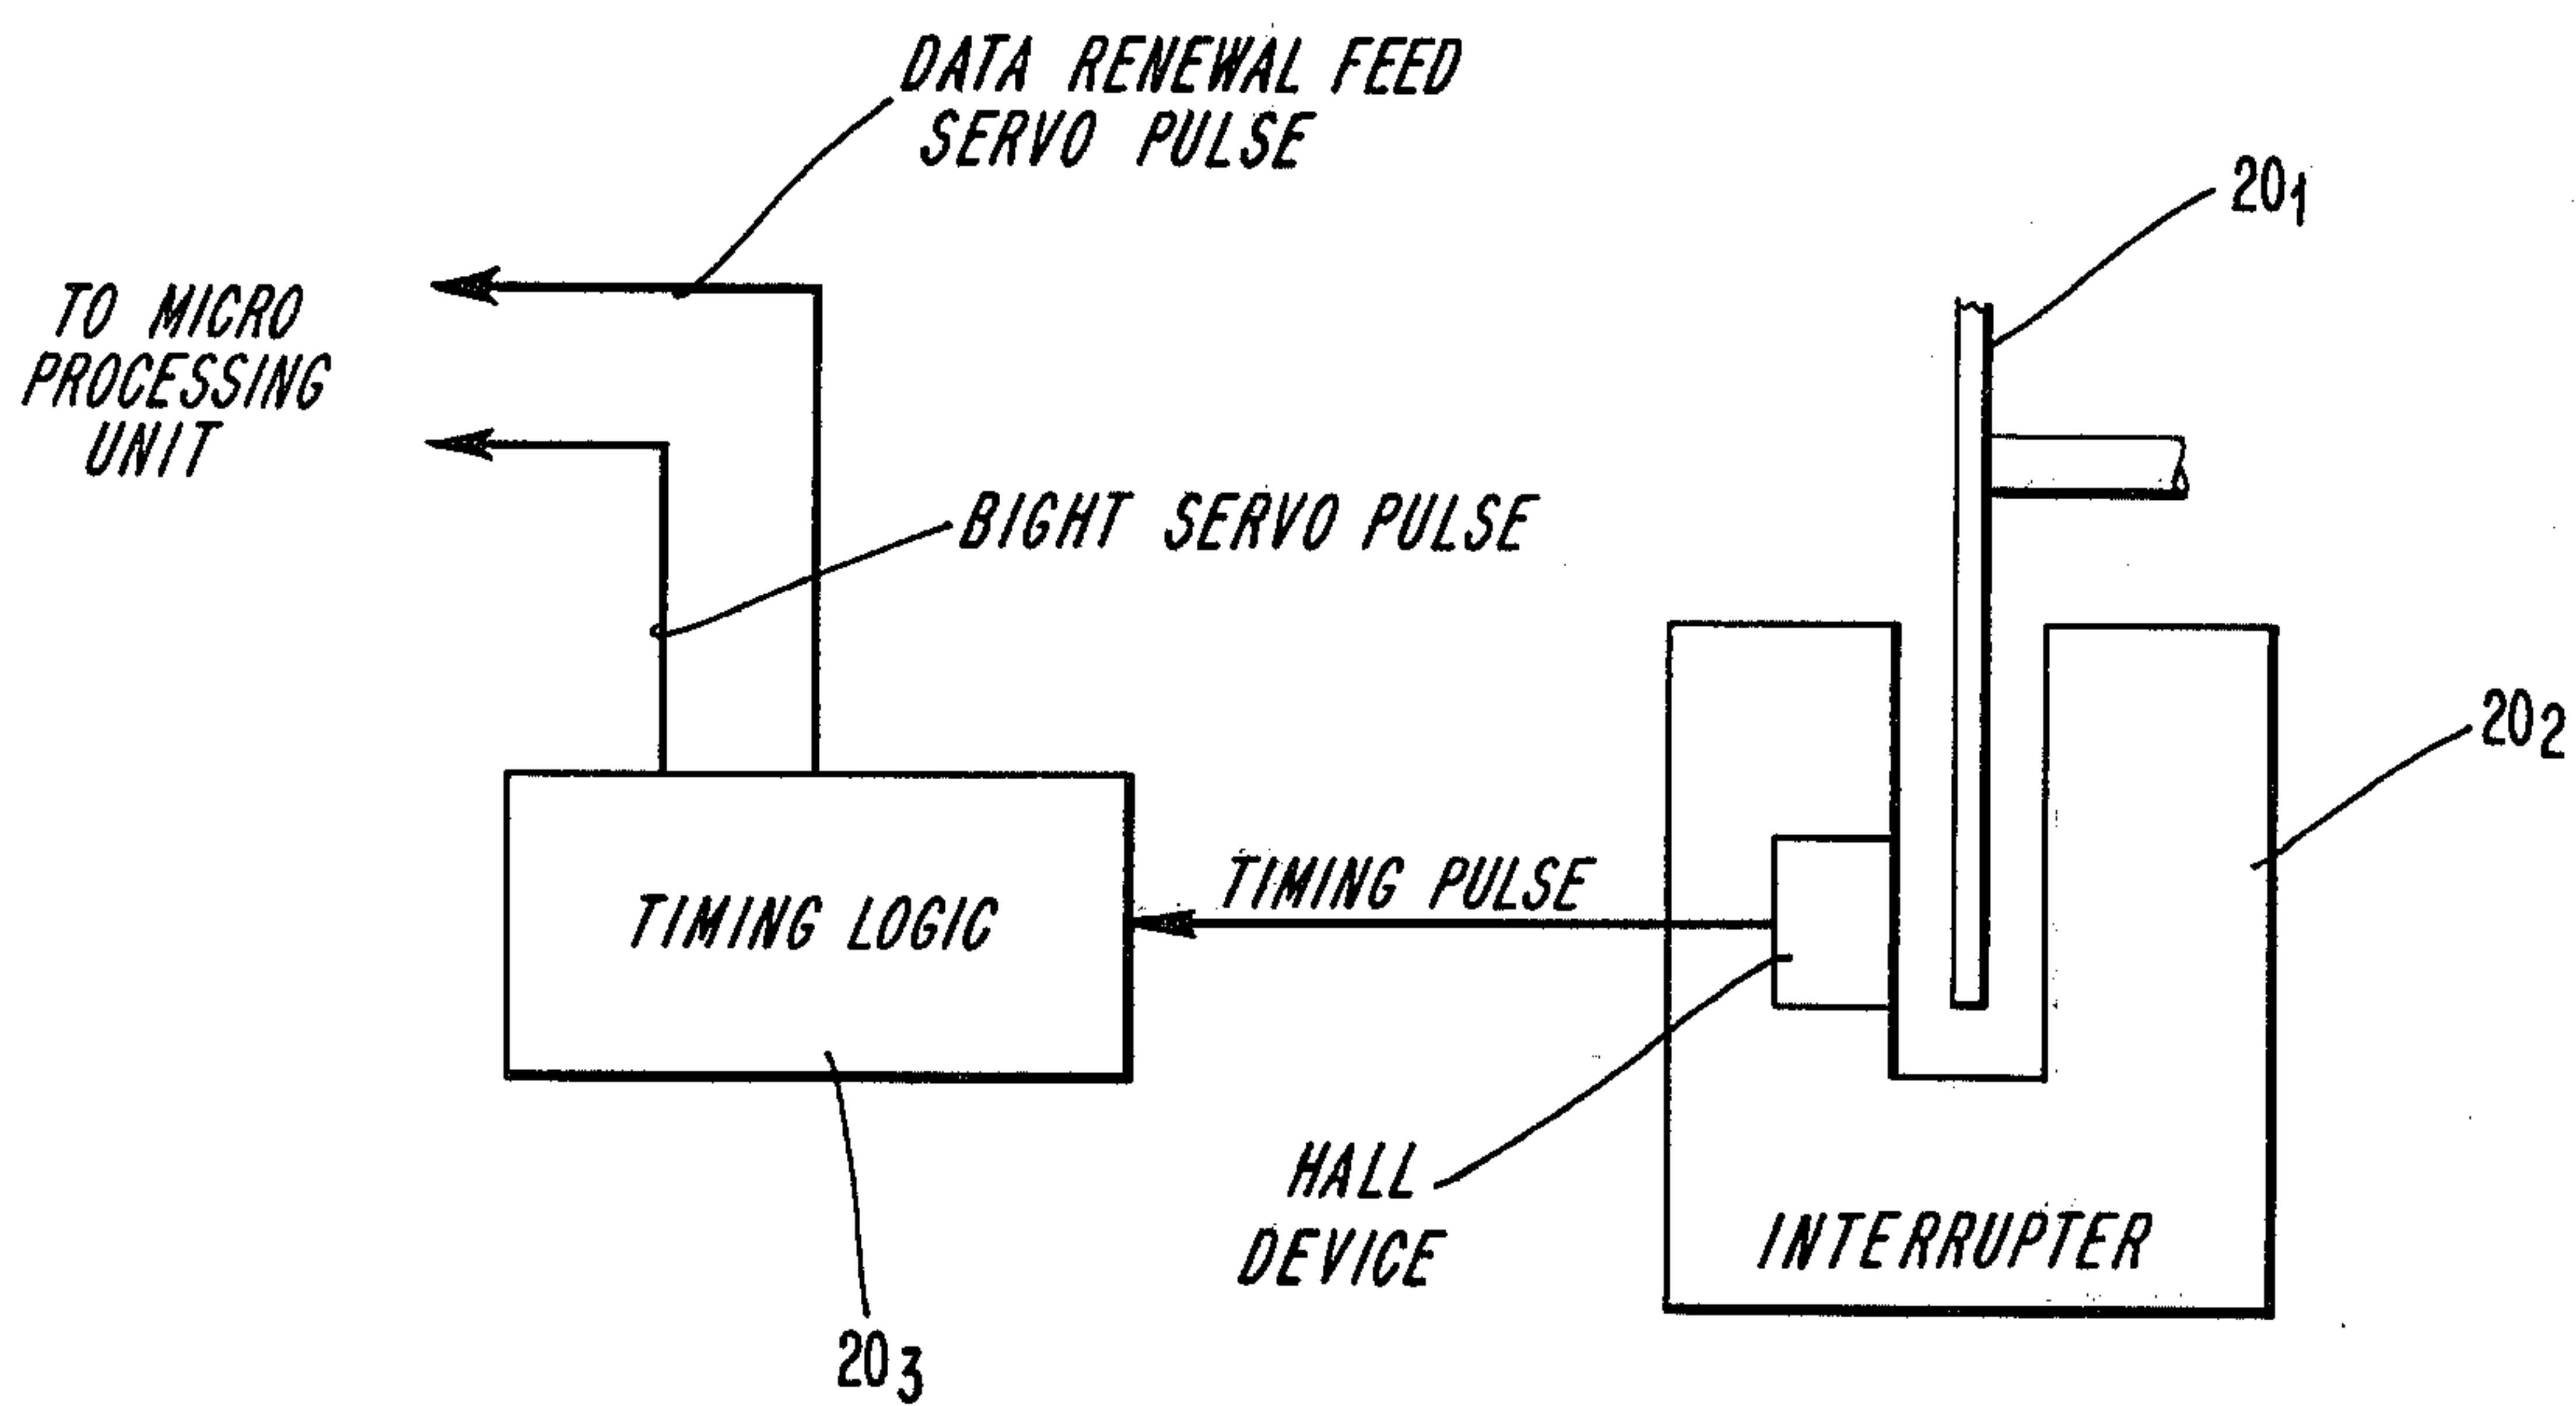 DATA RENEWAL FEED
SERVO PULSE
20₁
TO MICRO
PROCESSING
UNIT
BIGHT SERVO PULSE
20₂
TIMING PULSE
TIMING LOGIC
HALL
DEVICE
INTERRUPTER
20₃